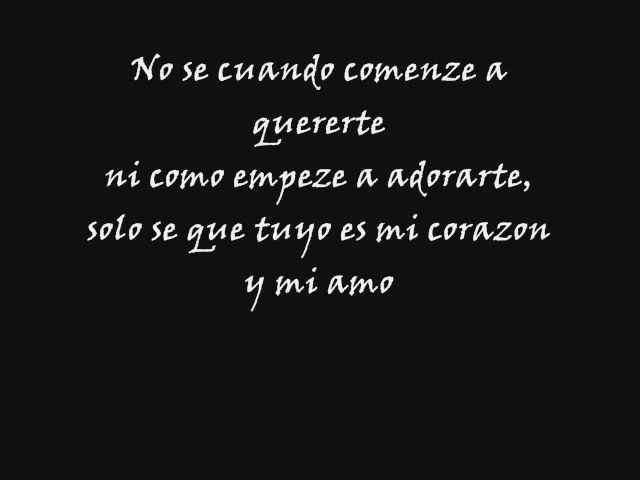 No se cuando comenze a
quererte
ni como empeze a adorarte,
solo se que tuyo es mi corazon
y mi amo